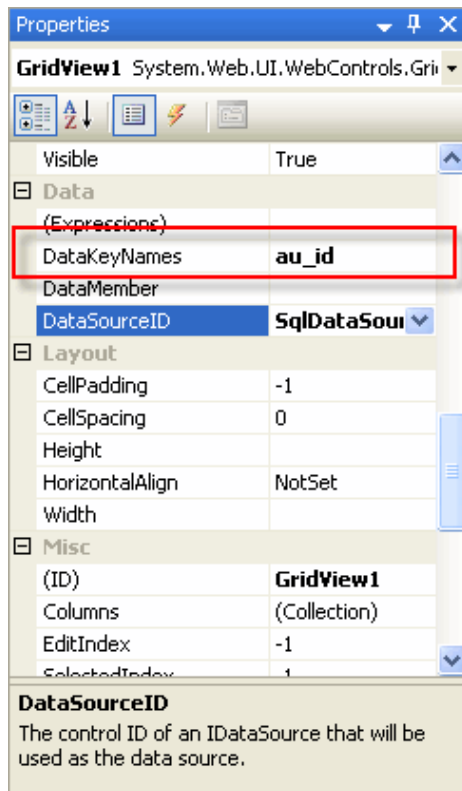 Properties
GridView1 System.Web.UI.WebControls.Gri
Visible True
Data
(Expressions)
DataKeyNames au_id
DataMember
DataSourceID SqlDataSour
Layout
CellPadding -1
CellSpacing 0
Height
HorizontalAlign NotSet
Width
Misc
(ID) GridView1
Columns (Collection)
EditIndex -1
SelectedIndex -1
DataSourceID
The control ID of an IDataSource that will be
used as the data source.